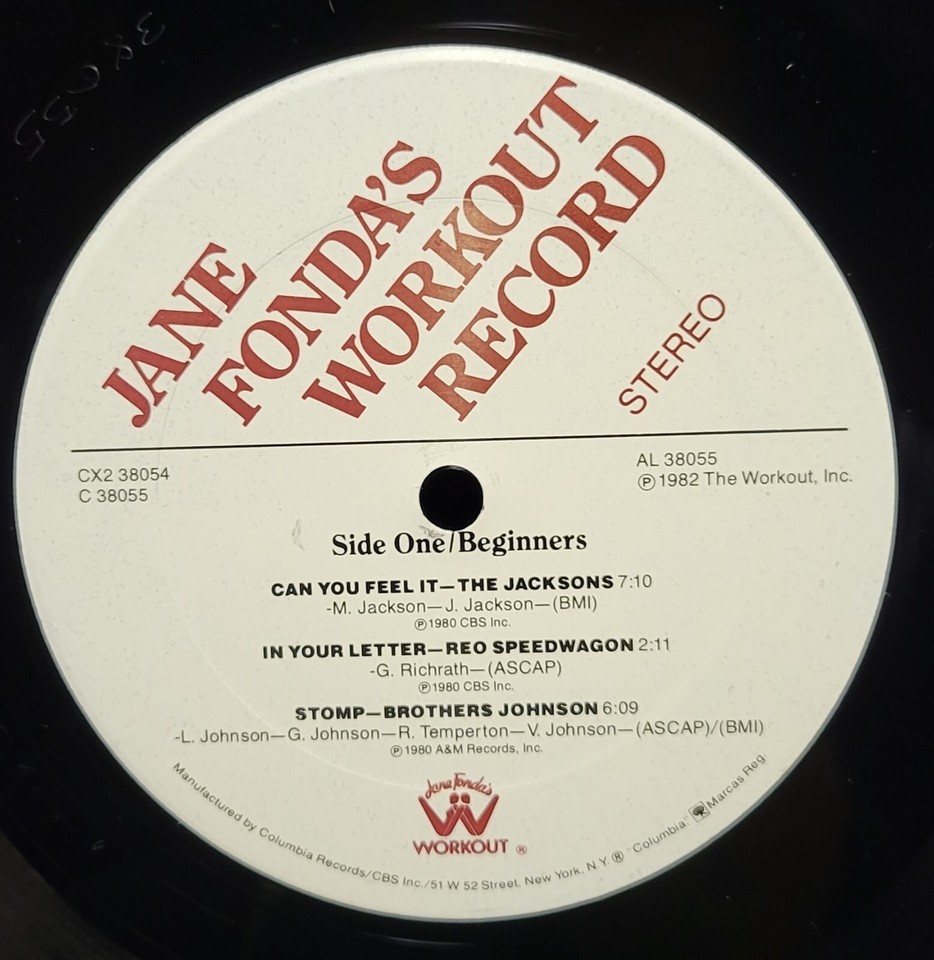 38055
JANE
FONDA'S
WORKOUT
RECORD
STEREO
CX2 38054
C 38055
AL 38055
℗1982 The Workout, Inc.
Side One/Beginners
CAN YOU FEEL IT—THE JACKSONS 7:10
-M. Jackson—J. Jackson—(BMI)
℗1980 CBS Inc.
IN YOUR LETTER—REO SPEEDWAGON 2:11
-G. Richrath—(ASCAP)
℗1980 CBS Inc.
STOMP—BROTHERS JOHNSON 6:09
-L. Johnson—G. Johnson—R. Temperton—V. Johnson—(ASCAP)/(BMI)
℗1980 A&M Records, Inc.
Jane Fonda's
WORKOUT ®
Manufactured by Columbia Records/CBS Inc./51 W 52 Street, New York, N.Y. ® "Columbia," Marcas Reg.